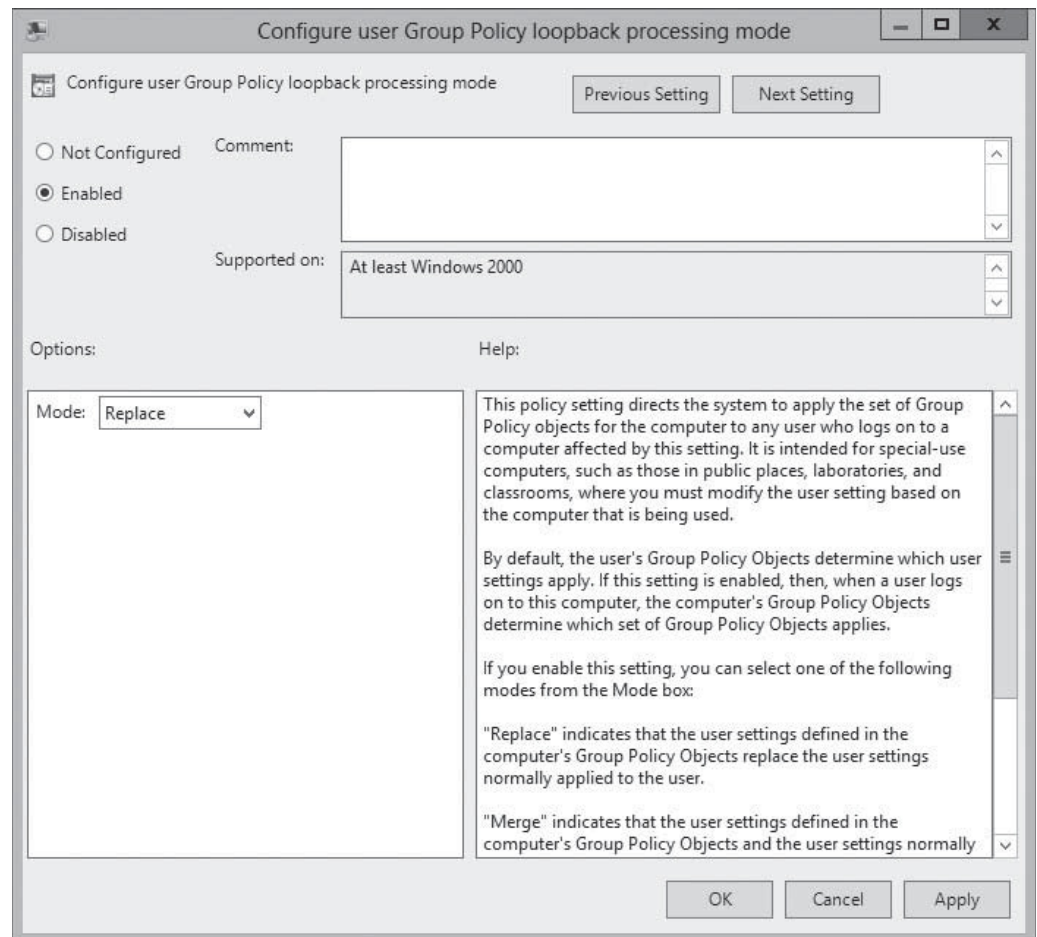 Configure user Group Policy loopback processing mode
Configure user Group Policy loopback processing mode
Previous Setting
Next Setting
Not Configured
Enabled
Disabled
Comment:
Supported on:
At least Windows 2000
Options:
Help:
Mode:
Replace
This policy setting directs the system to apply the set of Group
Policy objects for the computer to any user who logs on to a
computer affected by this setting. It is intended for special-use
computers, such as those in public places, laboratories, and
classrooms, where you must modify the user setting based on
the computer that is being used.
By default, the user's Group Policy Objects determine which user
settings apply. If this setting is enabled, then, when a user logs
on to this computer, the computer's Group Policy Objects
determine which set of Group Policy Objects applies.
If you enable this setting, you can select one of the following
modes from the Mode box:
"Replace" indicates that the user settings defined in the
computer's Group Policy Objects replace the user settings
normally applied to the user.
"Merge" indicates that the user settings defined in the
computer's Group Policy Objects and the user settings normally
OK
Cancel
Apply